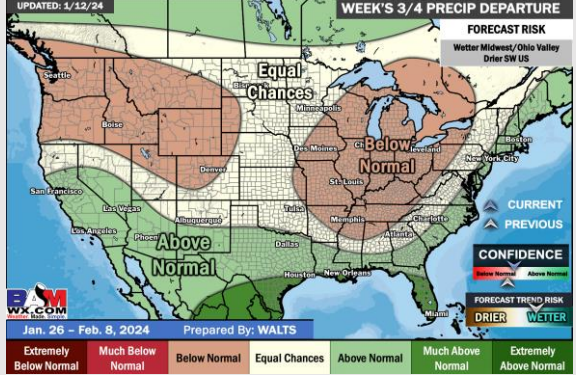 UPDATED: 1/12/24
WEEK'S 3/4 PRECIP DEPARTURE
FORECAST RISK
Wetter Midwest/Ohio Valley
Drier SW US
Seattle
Equal
Chances
Minneapolis
Boise
Des Moines
Below
Normal
Boston
New York City
Denver
St. Louis
San Francisco
Las Vegas
Tulsa
Memphis
Charlotte
CURRENT
PREVIOUS
Los Angeles
Albuquerque
Atlanta
Above
Normal
Dallas
CONFIDENCE
Below Normal
Above Normal
Houston
New Orleans
FORECAST TREND RISK
DRIER
WETTER
Miami
BAM
WX.COM
Weather. Made. Simple.
Jan. 26 – Feb. 8, 2024
Prepared By: WALTS
Extremely
Below Normal
Much Below
Normal
Below Normal
Equal Chances
Above Normal
Much Above
Normal
Extremely
Above Normal